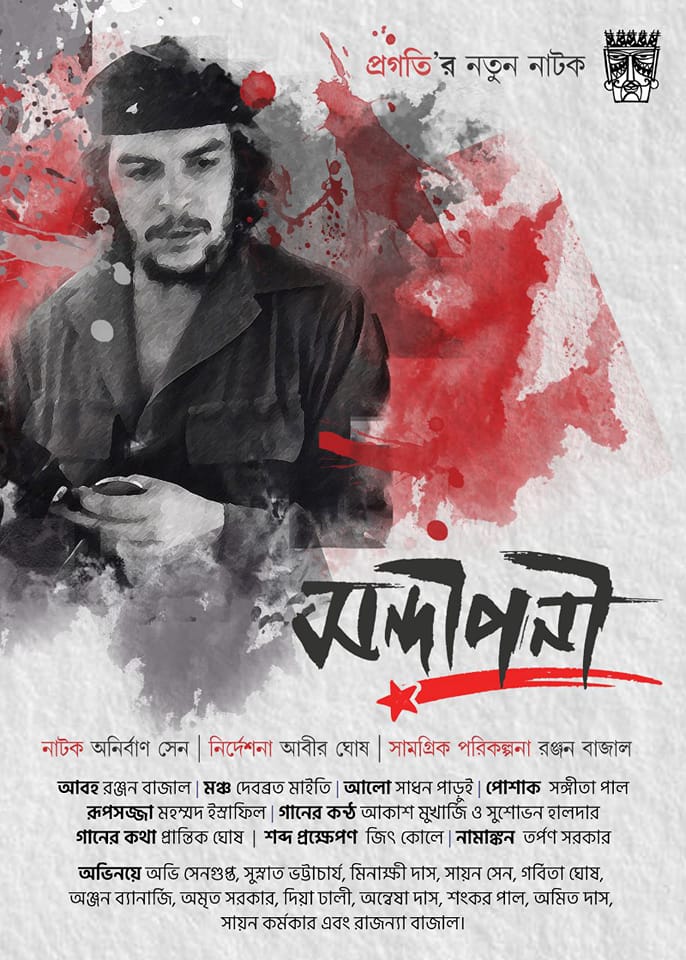 প্রগতি'র নতুন নাটক
সন্দীপনী
নাটক অনির্বাণ সেন | নির্দেশনা আবীর ঘোষ | সামগ্রিক পরিকল্পনা রঞ্জন বাজাল
আবহ রঞ্জন বাজাল | মঞ্চ দেবব্রত মাইতি | আলো সাধন পাড়ুই | পোশাক সঙ্গীতা পাল
রূপসজ্জা মহম্মদ ইস্রাফিল | গানের কন্ঠ আকাশ মুখার্জি ও সুশোভন হালদার
গানের কথা প্রান্তিক ঘোষ | শব্দ প্রক্ষেপণ জিৎ কোলে | নামাঙ্কন তর্পণ সরকার
অভিনয়ে অভি সেনগুপ্ত, সুস্নাত ভট্টাচার্য, মিনাক্ষী দাস, সায়ন সেন, গর্বিতা ঘোষ,
অঞ্জন ব্যানার্জি, অমৃত সরকার, দিয়া ঢালী, অন্বেষা দাস, শংকর পাল, অমিত দাস,
সায়ন কর্মকার এবং রাজন্যা বাজাল।